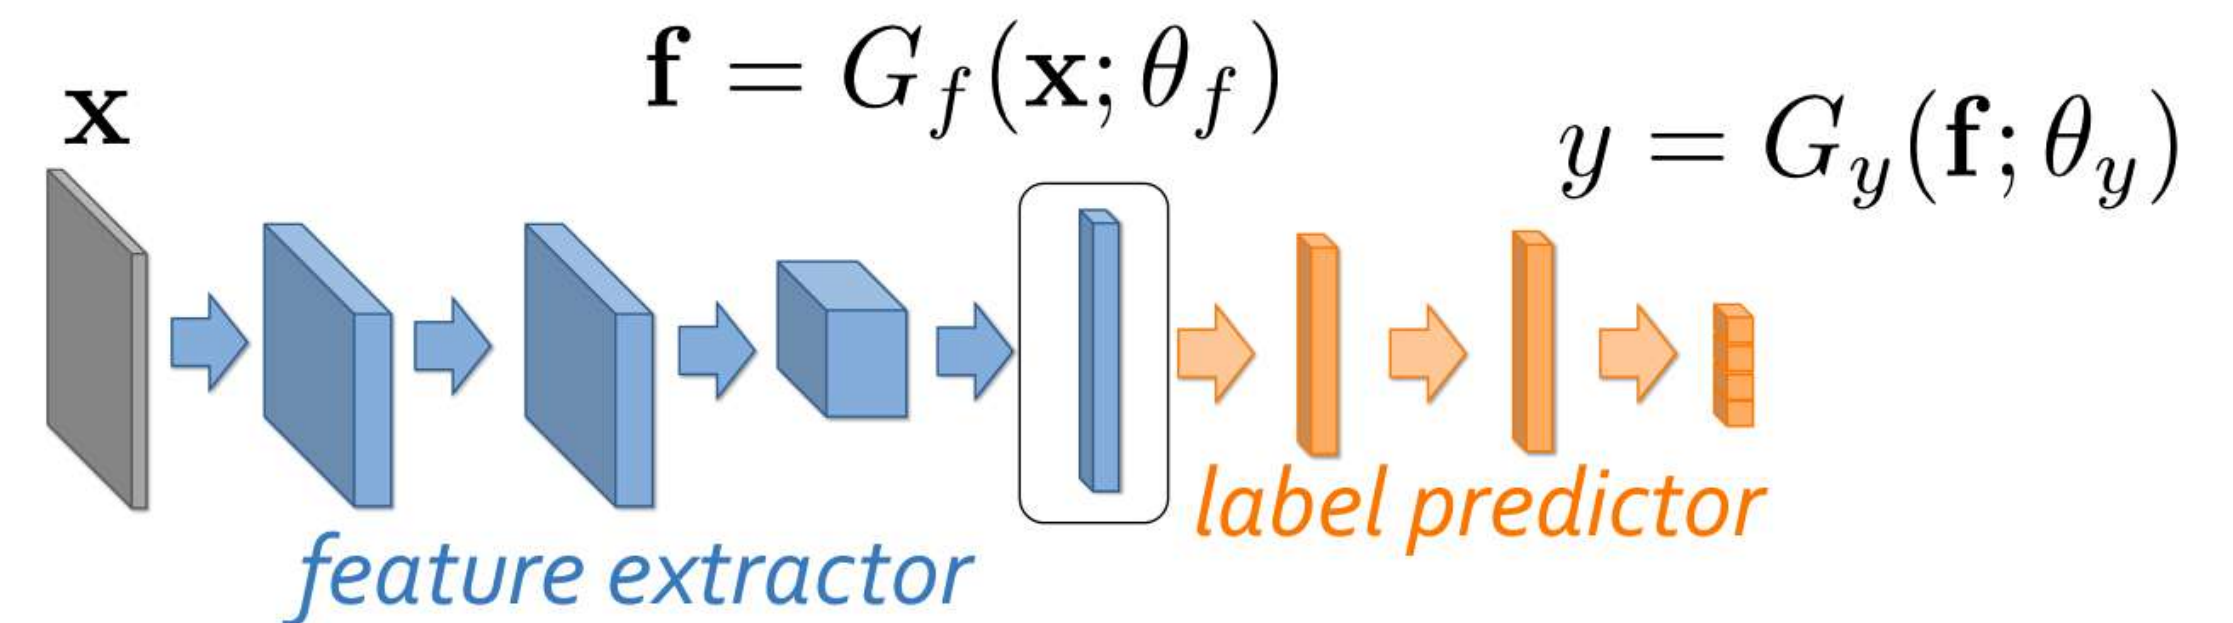 𝐱
𝐟 = G_f(𝐱; θ_f)
y = G_y(𝐟; θ_y)
label predictor
feature extractor